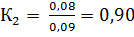 К₂ = 0,08/0,09 = 0,90